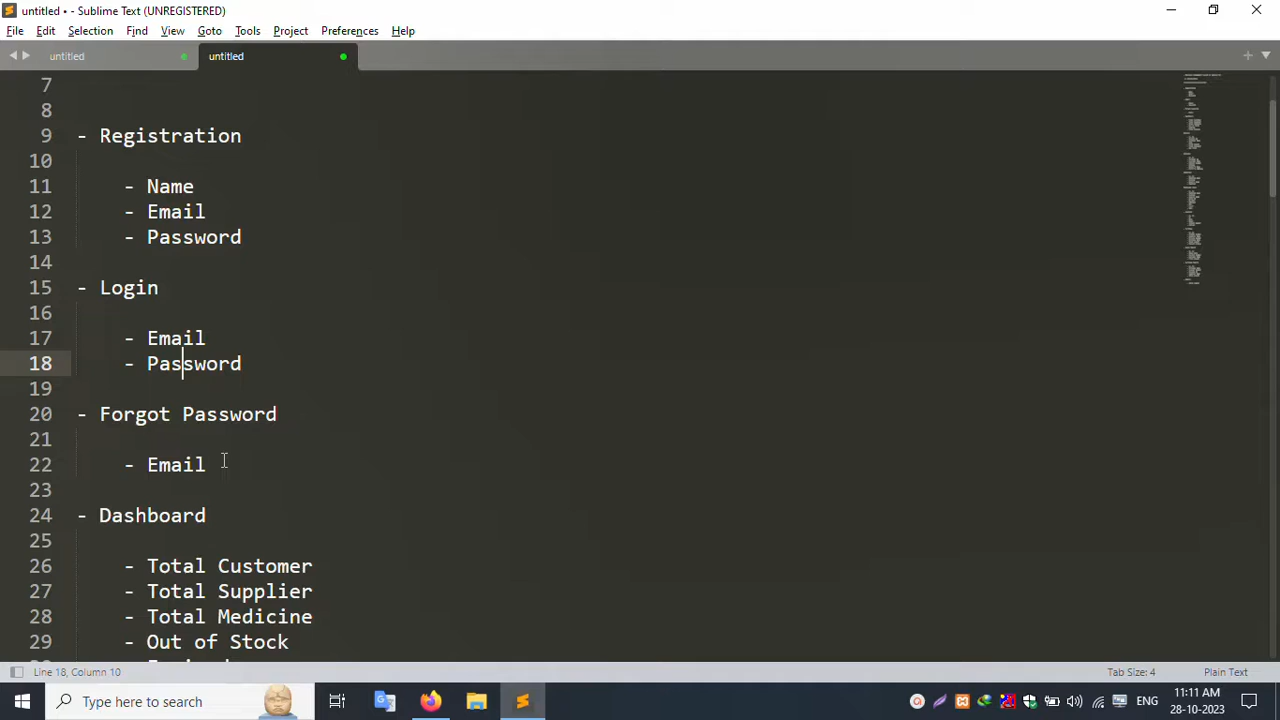 untitled • - Sublime Text (UNREGISTERED)
File Edit Selection Find View Goto Tools Project Preferences Help
untitled untitled
7
8
9 - Registration
10
11 - Name
12 - Email
13 - Password
14
15 - Login
16
17 - Email
18 - Password
19
20 - Forgot Password
21
22 - Email
23
24 - Dashboard
25
26 - Total Customer
27 - Total Supplier
28 - Total Medicine
29 - Out of Stock
Line 18, Column 10 Tab Size: 4 Plain Text
Type here to search ENG 11:11 AM
28-10-2023